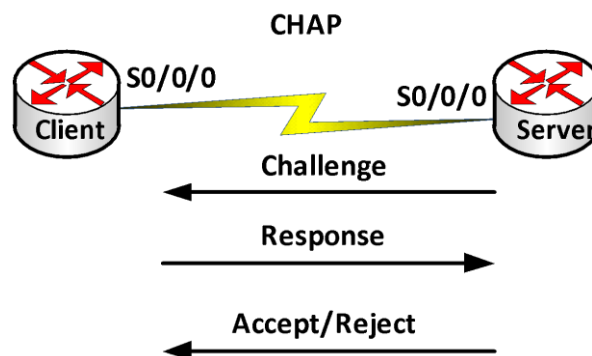 CHAP
S0/0/0
S0/0/0
Client
Server
Challenge
Response
Accept/Reject